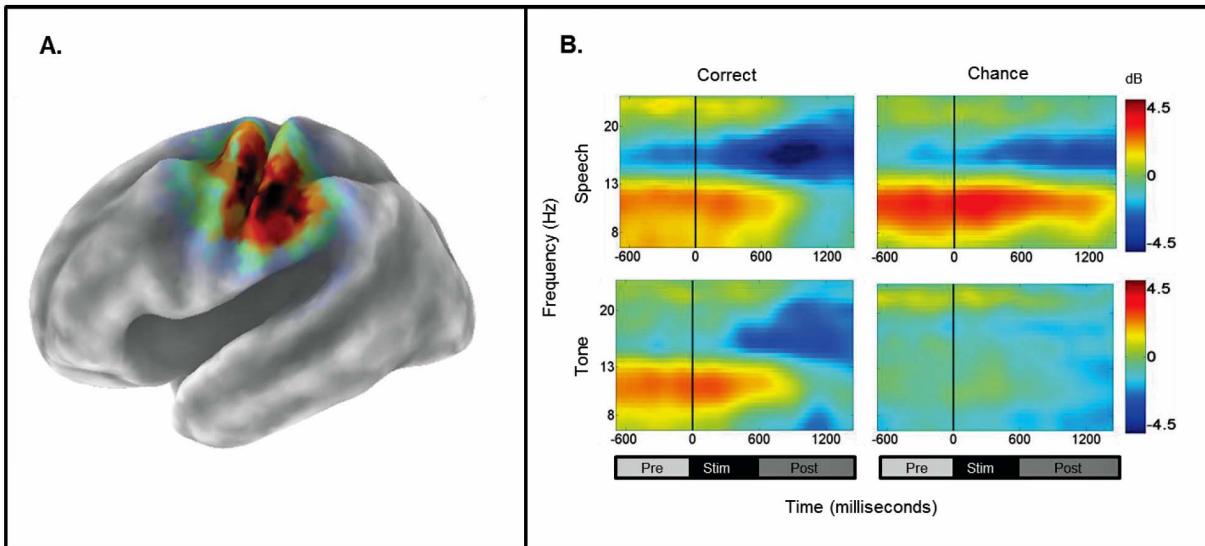 A.
B.
Correct
Chance
dB
Speech
20
13
8
-600
0
600
1200
-600
0
600
1200
4.5
0
-4.5
Frequency (Hz)
Tone
20
13
8
-600
0
600
1200
-600
0
600
1200
4.5
0
-4.5
Pre Stim Post
Pre Stim Post
Time (milliseconds)